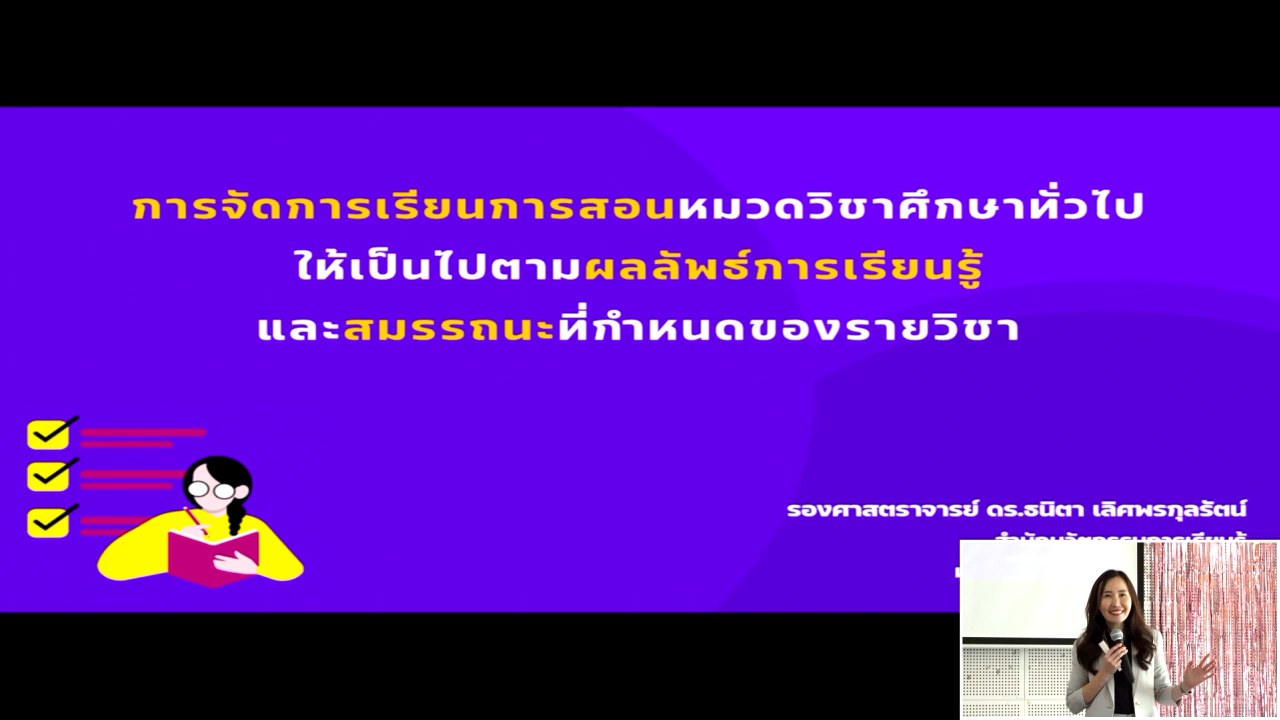 การจัดการเรียนการสอนหมวดวิชาศึกษาทั่วไป
ให้เป็นไปตามผลลัพธ์การเรียนรู้
และสมรรถนะที่กำหนดของรายวิชา
รองศาสตราจารย์ ดร.ธนิตา เลิศพรกุลรัตน์